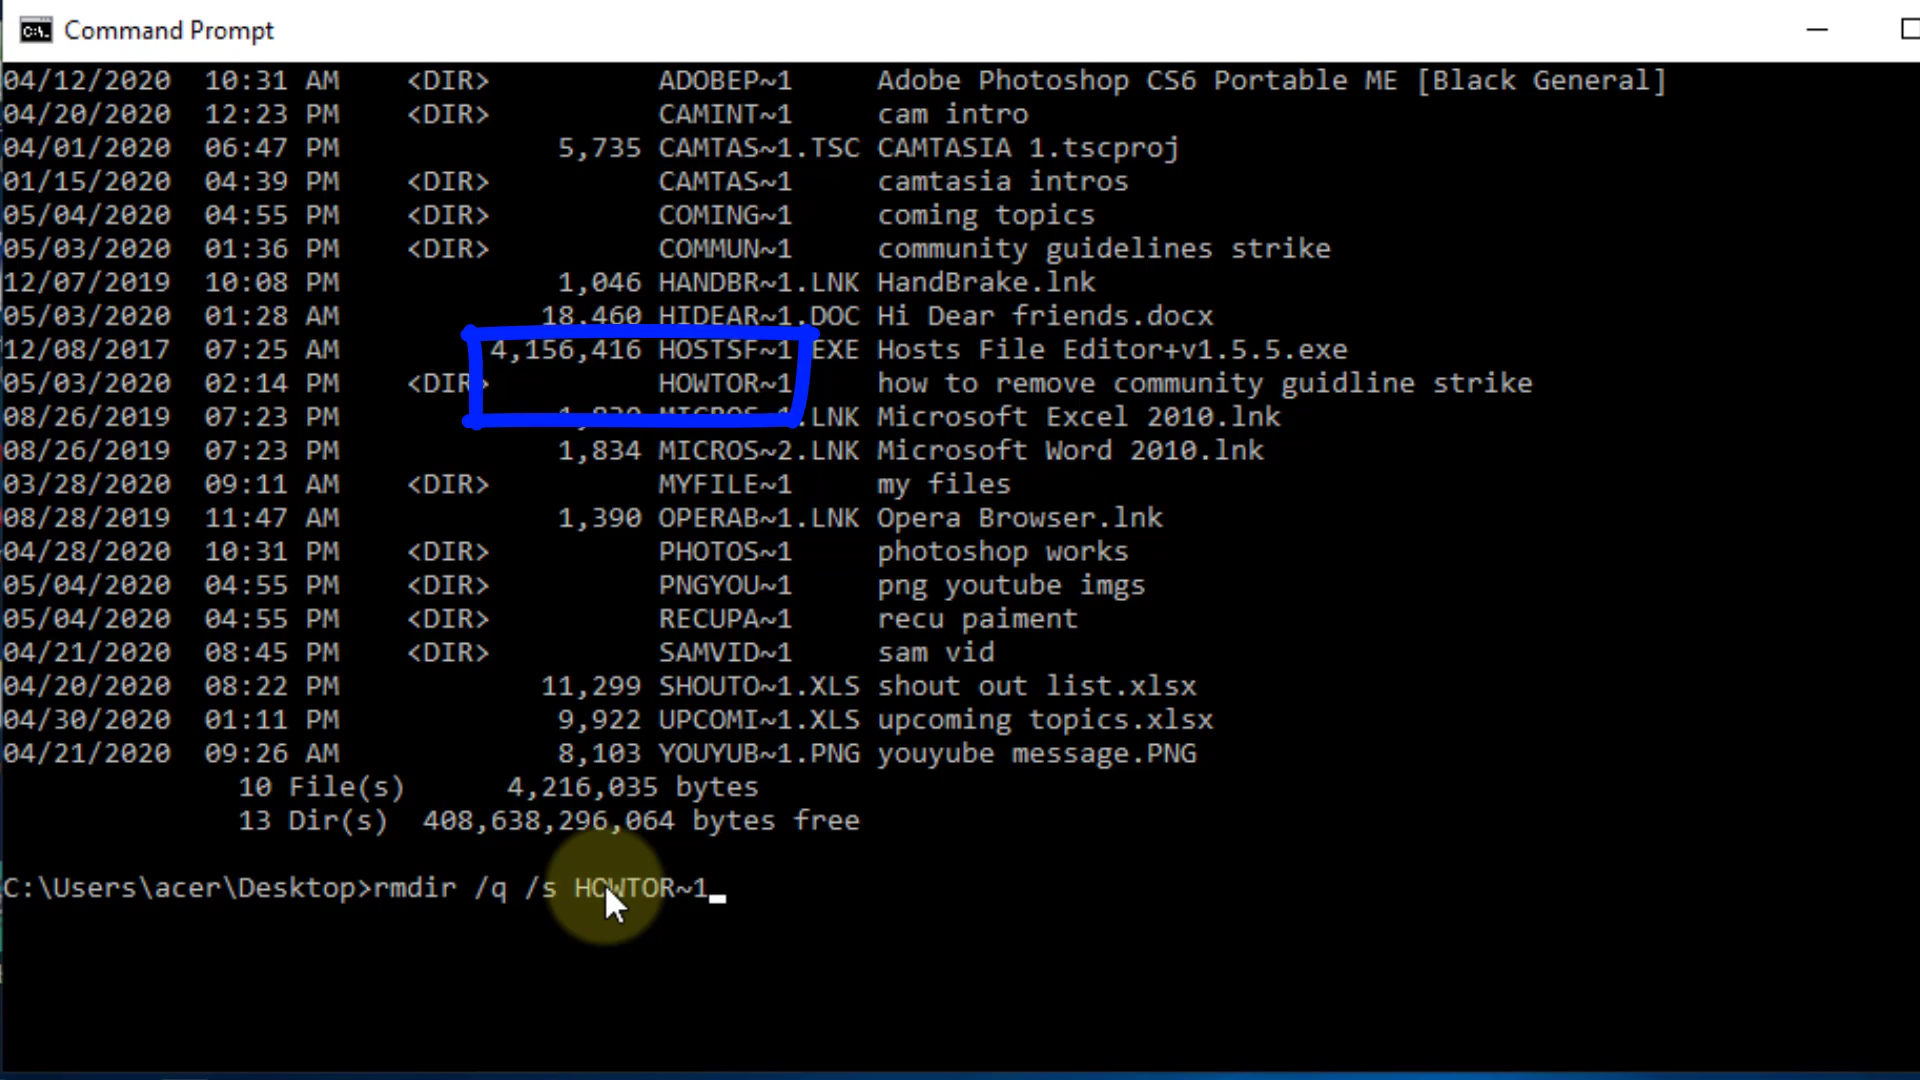 Command Prompt
04/12/2020  10:31 AM    <DIR>          ADOBEP~1     Adobe Photoshop CS6 Portable ME [Black General]
04/20/2020  12:23 PM    <DIR>          CAMINT~1     cam intro
04/01/2020  06:47 PM             5,735 CAMTAS~1.TSC CAMTASIA 1.tscproj
01/15/2020  04:39 PM    <DIR>          CAMTAS~1     camtasia intros
05/04/2020  04:55 PM    <DIR>          COMING~1     coming topics
05/03/2020  01:36 PM    <DIR>          COMMUN~1     community guidelines strike
12/07/2019  10:08 PM             1,046 HANDBR~1.LNK HandBrake.lnk
05/03/2020  01:28 AM            18,460 HIDEAR~1.DOC Hi Dear friends.docx
12/08/2017  07:25 AM         4,156,416 HOSTSF~1.EXE Hosts File Editor+v1.5.5.exe
05/03/2020  02:14 PM    <DIR>          HOWTOR~1     how to remove community guidline strike
08/26/2019  07:23 PM                   MICROS~1.LNK Microsoft Excel 2010.lnk
08/26/2019  07:23 PM             1,834 MICROS~2.LNK Microsoft Word 2010.lnk
03/28/2020  09:11 AM    <DIR>          MYFILE~1     my files
08/28/2019  11:47 AM             1,390 OPERAB~1.LNK Opera Browser.lnk
04/28/2020  10:31 PM    <DIR>          PHOTOS~1     photoshop works
05/04/2020  04:55 PM    <DIR>          PNGYOU~1     png youtube imgs
05/04/2020  04:55 PM    <DIR>          RECUPA~1     recu paiment
04/21/2020  08:45 PM    <DIR>          SAMVID~1     sam vid
04/20/2020  08:22 PM            11,299 SHOUTO~1.XLS shout out list.xlsx
04/30/2020  01:11 PM             9,922 UPCOMI~1.XLS upcoming topics.xlsx
04/21/2020  09:26 AM             8,103 YOUYUB~1.PNG youyube message.PNG
10 File(s)      4,216,035 bytes
13 Dir(s)  408,638,296,064 bytes free
C:\Users\acer\Desktop>rmdir /q /s HOWTOR~1